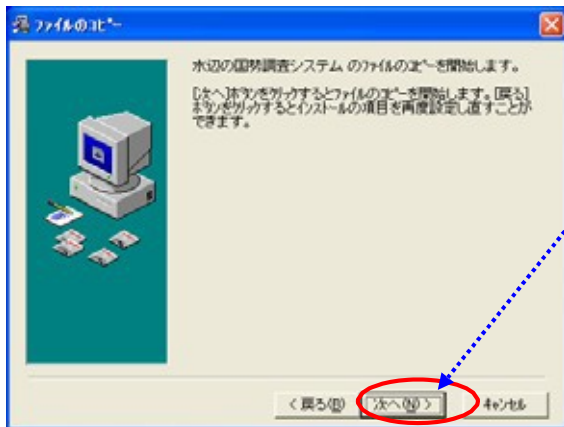 ファイルのコピー
水辺の国勢調査システム のファイルのコピーを開始します。
[次へ]ボタンをクリックするとファイルのコピーを開始します。[戻る]
ボタンをクリックするとインストールの項目を再度設定し直すことが
できます。
< 戻る(B)
次へ(N) >
キャンセル